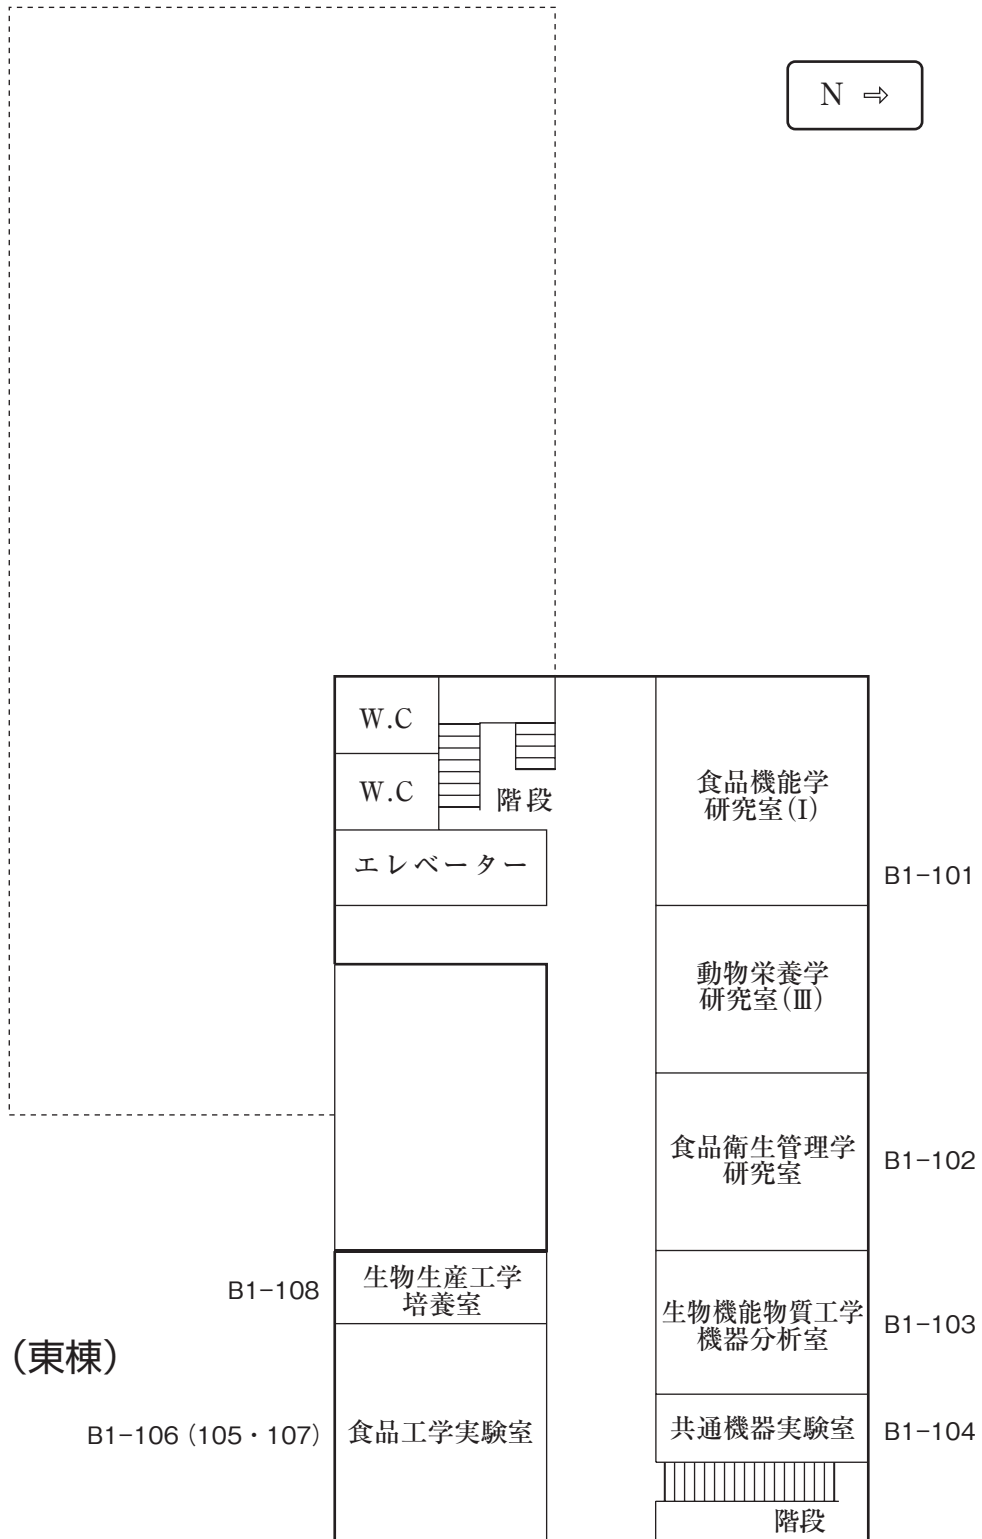 N ⇨
W.C
W.C
階段
エレベーター
食品機能学
研究室(Ⅰ)
B1-101
動物栄養学
研究室(Ⅲ)
食品衛生管理学
研究室
B1-102
B1-108
生物生産工学
培養室
生物機能物質工学
機器分析室
B1-103
(東棟)
B1-106 (105・107)
食品工学実験室
共通機器実験室
B1-104
階段